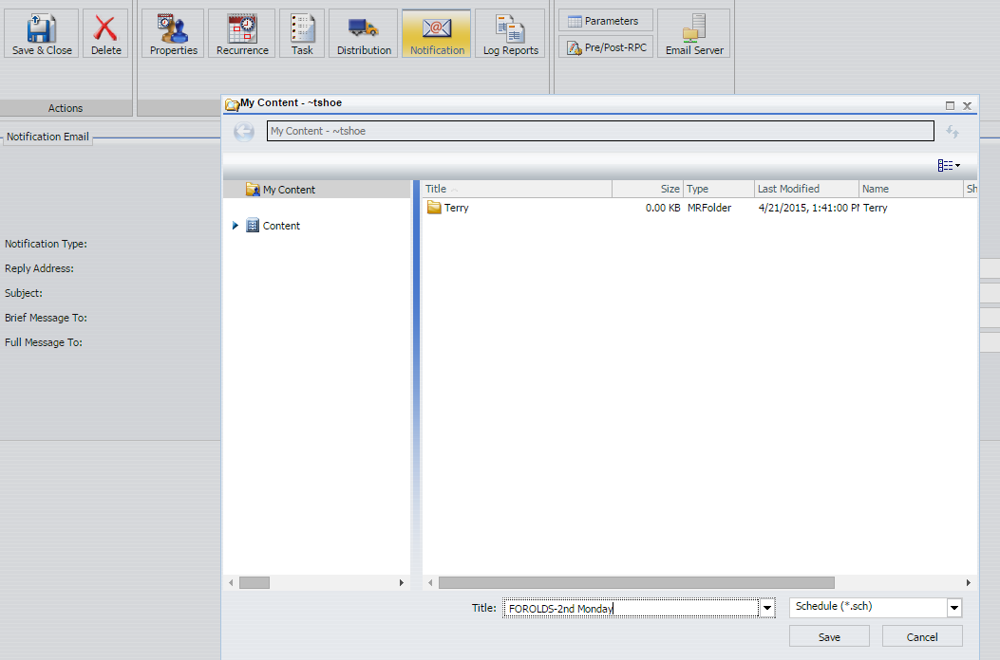 Save & Close
Delete
Properties
Recurrence
Task
Distribution
Notification
Log Reports
Parameters
Pre/Post-RPC
Email Server
Actions
My Content - ~tshoe
My Content - ~tshoe
Notification Email
My Content
Content
Title
Size
Type
Last Modified
Name
Sh
Terry
0.00 KB
MRFolder
4/21/2015, 1:41:00 PM
Terry
Notification Type:
Reply Address:
Subject:
Brief Message To:
Full Message To:
Title:
FOROLDS-2nd Monday
Schedule (*.sch)
Save
Cancel